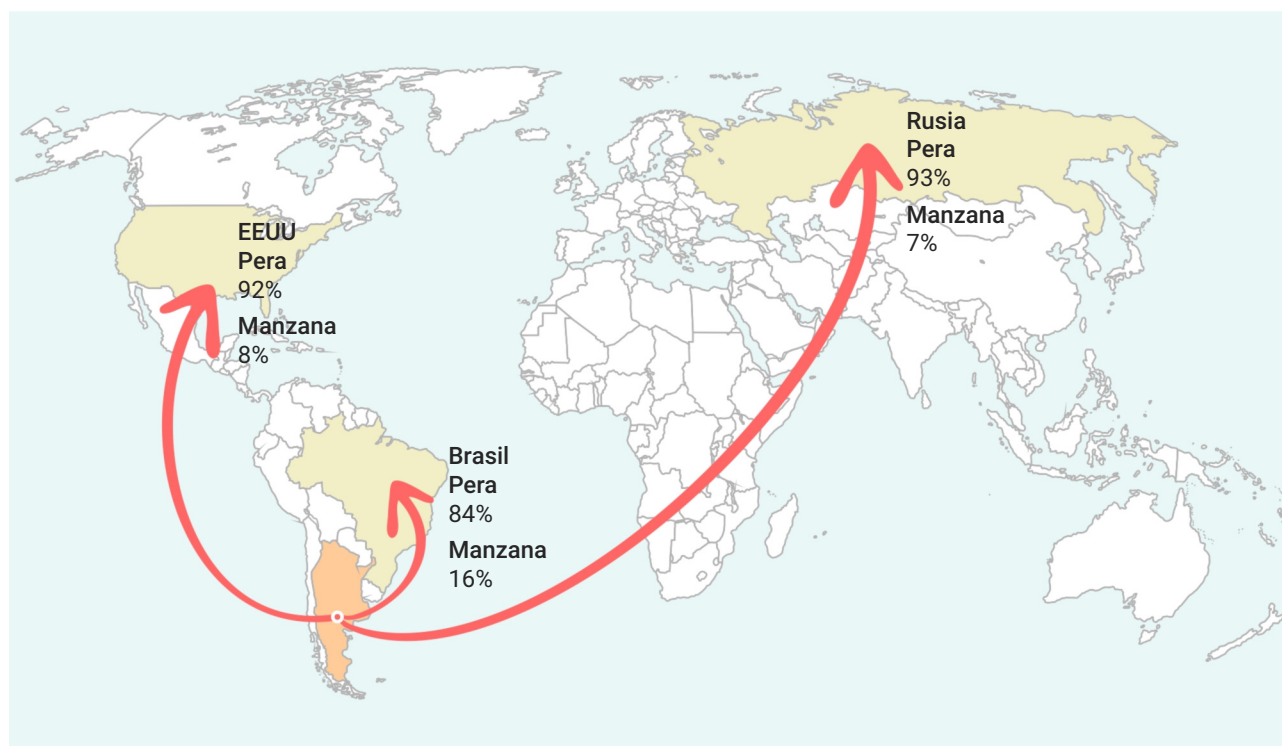 EEUU
Pera
92%
Manzana
8%
Brasil
Pera
84%
Manzana
16%
Rusia
Pera
93%
Manzana
7%